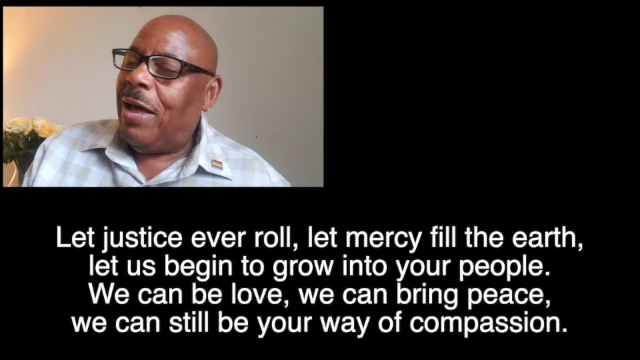 Let justice ever roll, let mercy fill the earth,
let us begin to grow into your people.
We can be love, we can bring peace,
we can still be your way of compassion.